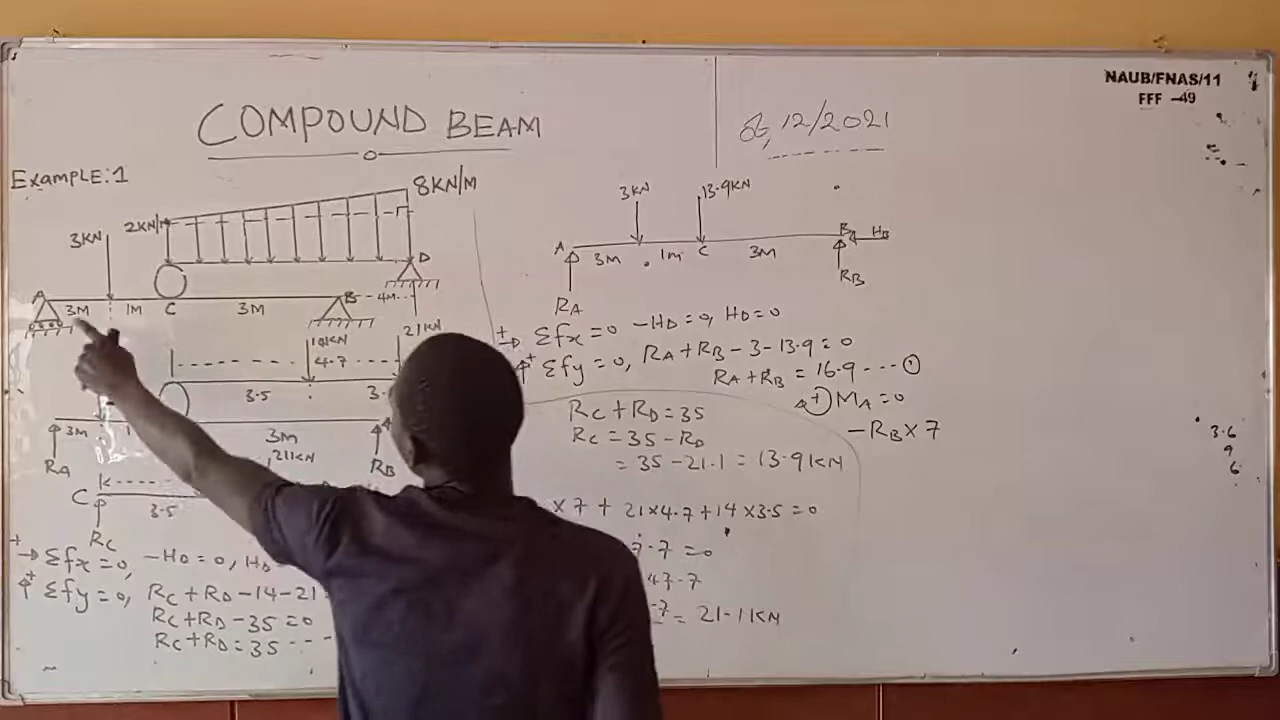 NAUB/FNAS/11
FFF -49
COMPOUND BEAM
12/2021
EXAMPLE:1
8KN/M
2KN/M
3KN
D
A
3M
1M
C
3M
B
4M
21KN
4.7
3.5
3M
3M
RA
21KN
RB
C
3.5
RC
+→ Σfx=0, -HD=0, HD
↑+ Σfy=0, RC+RD-14-21
RC+RD-35=0
RC+RD=35---
3KN
13.9KN
A
3M
1M
C
3M
B
HB
RA
RB
+→ Σfx=0 -HD=0, HD=0
↑+ Σfy=0, RA+RB-3-13.9=0
RA+RB=16.9---①
+ MA=0
-RB×7
RC+RD=35
RC=35-RD
=35-21.1=13.9KN
×7+21×4.7+14×3.5=0
7.7=0
47.7
=21.1KN
3.6
9
6